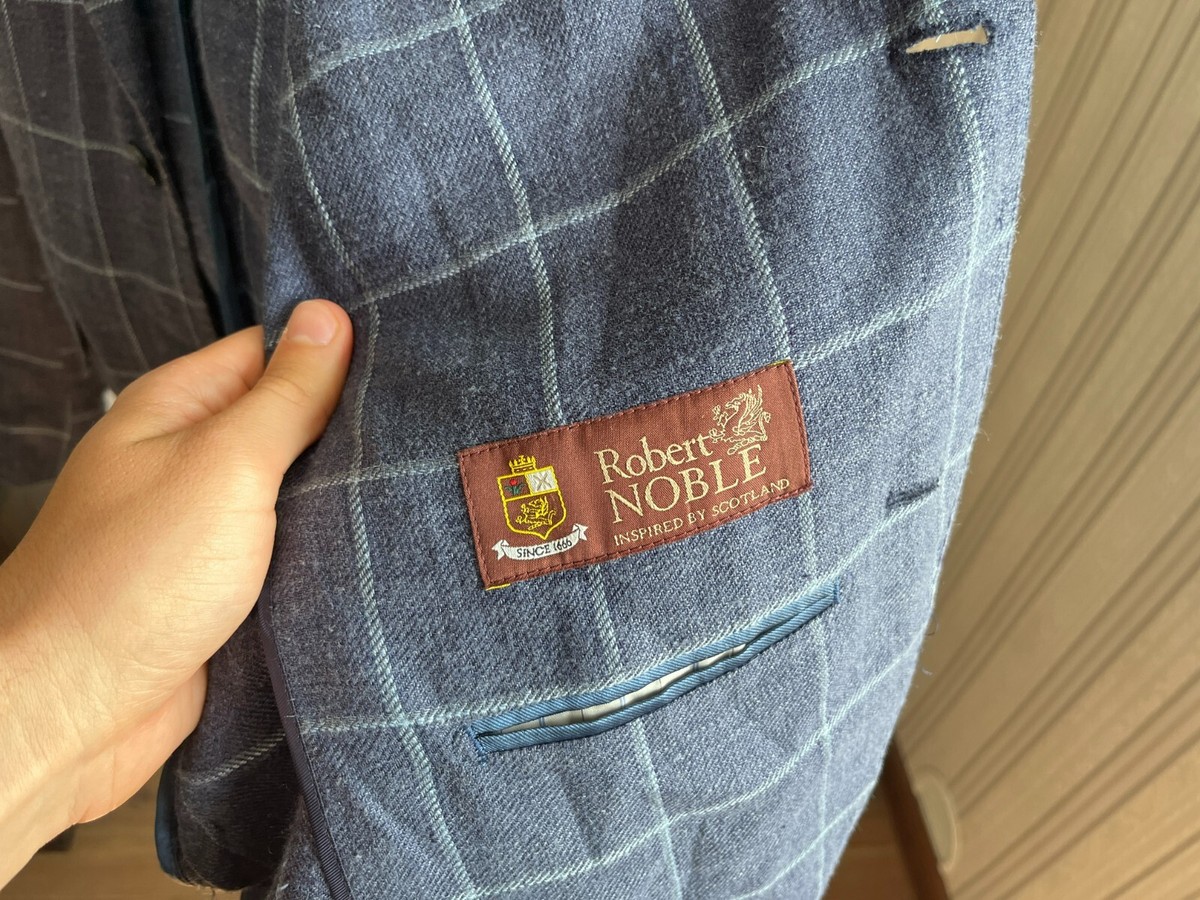 Robert
NOBLE
INSPIRED BY SCOTLAND
SINCE 1666